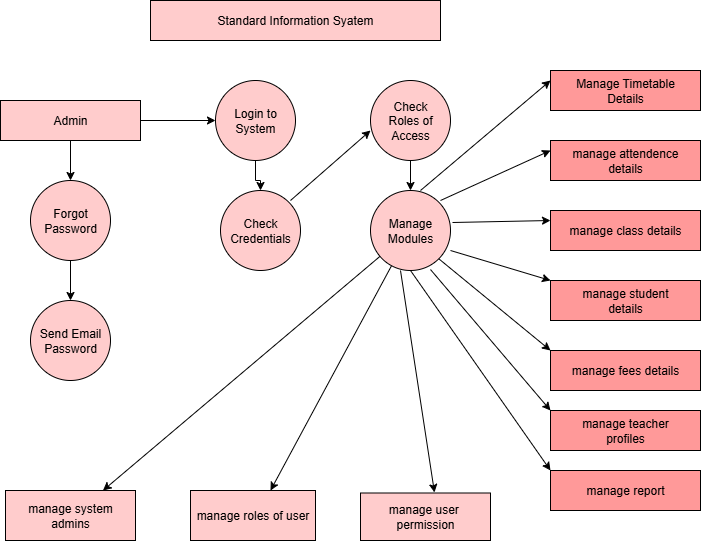 Standard Information Syatem
Admin
Login to
System
Check
Roles of
Access
Manage Timetable
Details
manage attendence
details
Forgot
Password
Check
Credentials
Manage
Modules
manage class details
manage student
details
Send Email
Password
manage fees details
manage teacher
profiles
manage report
manage system
admins
manage roles of user
manage user
permission